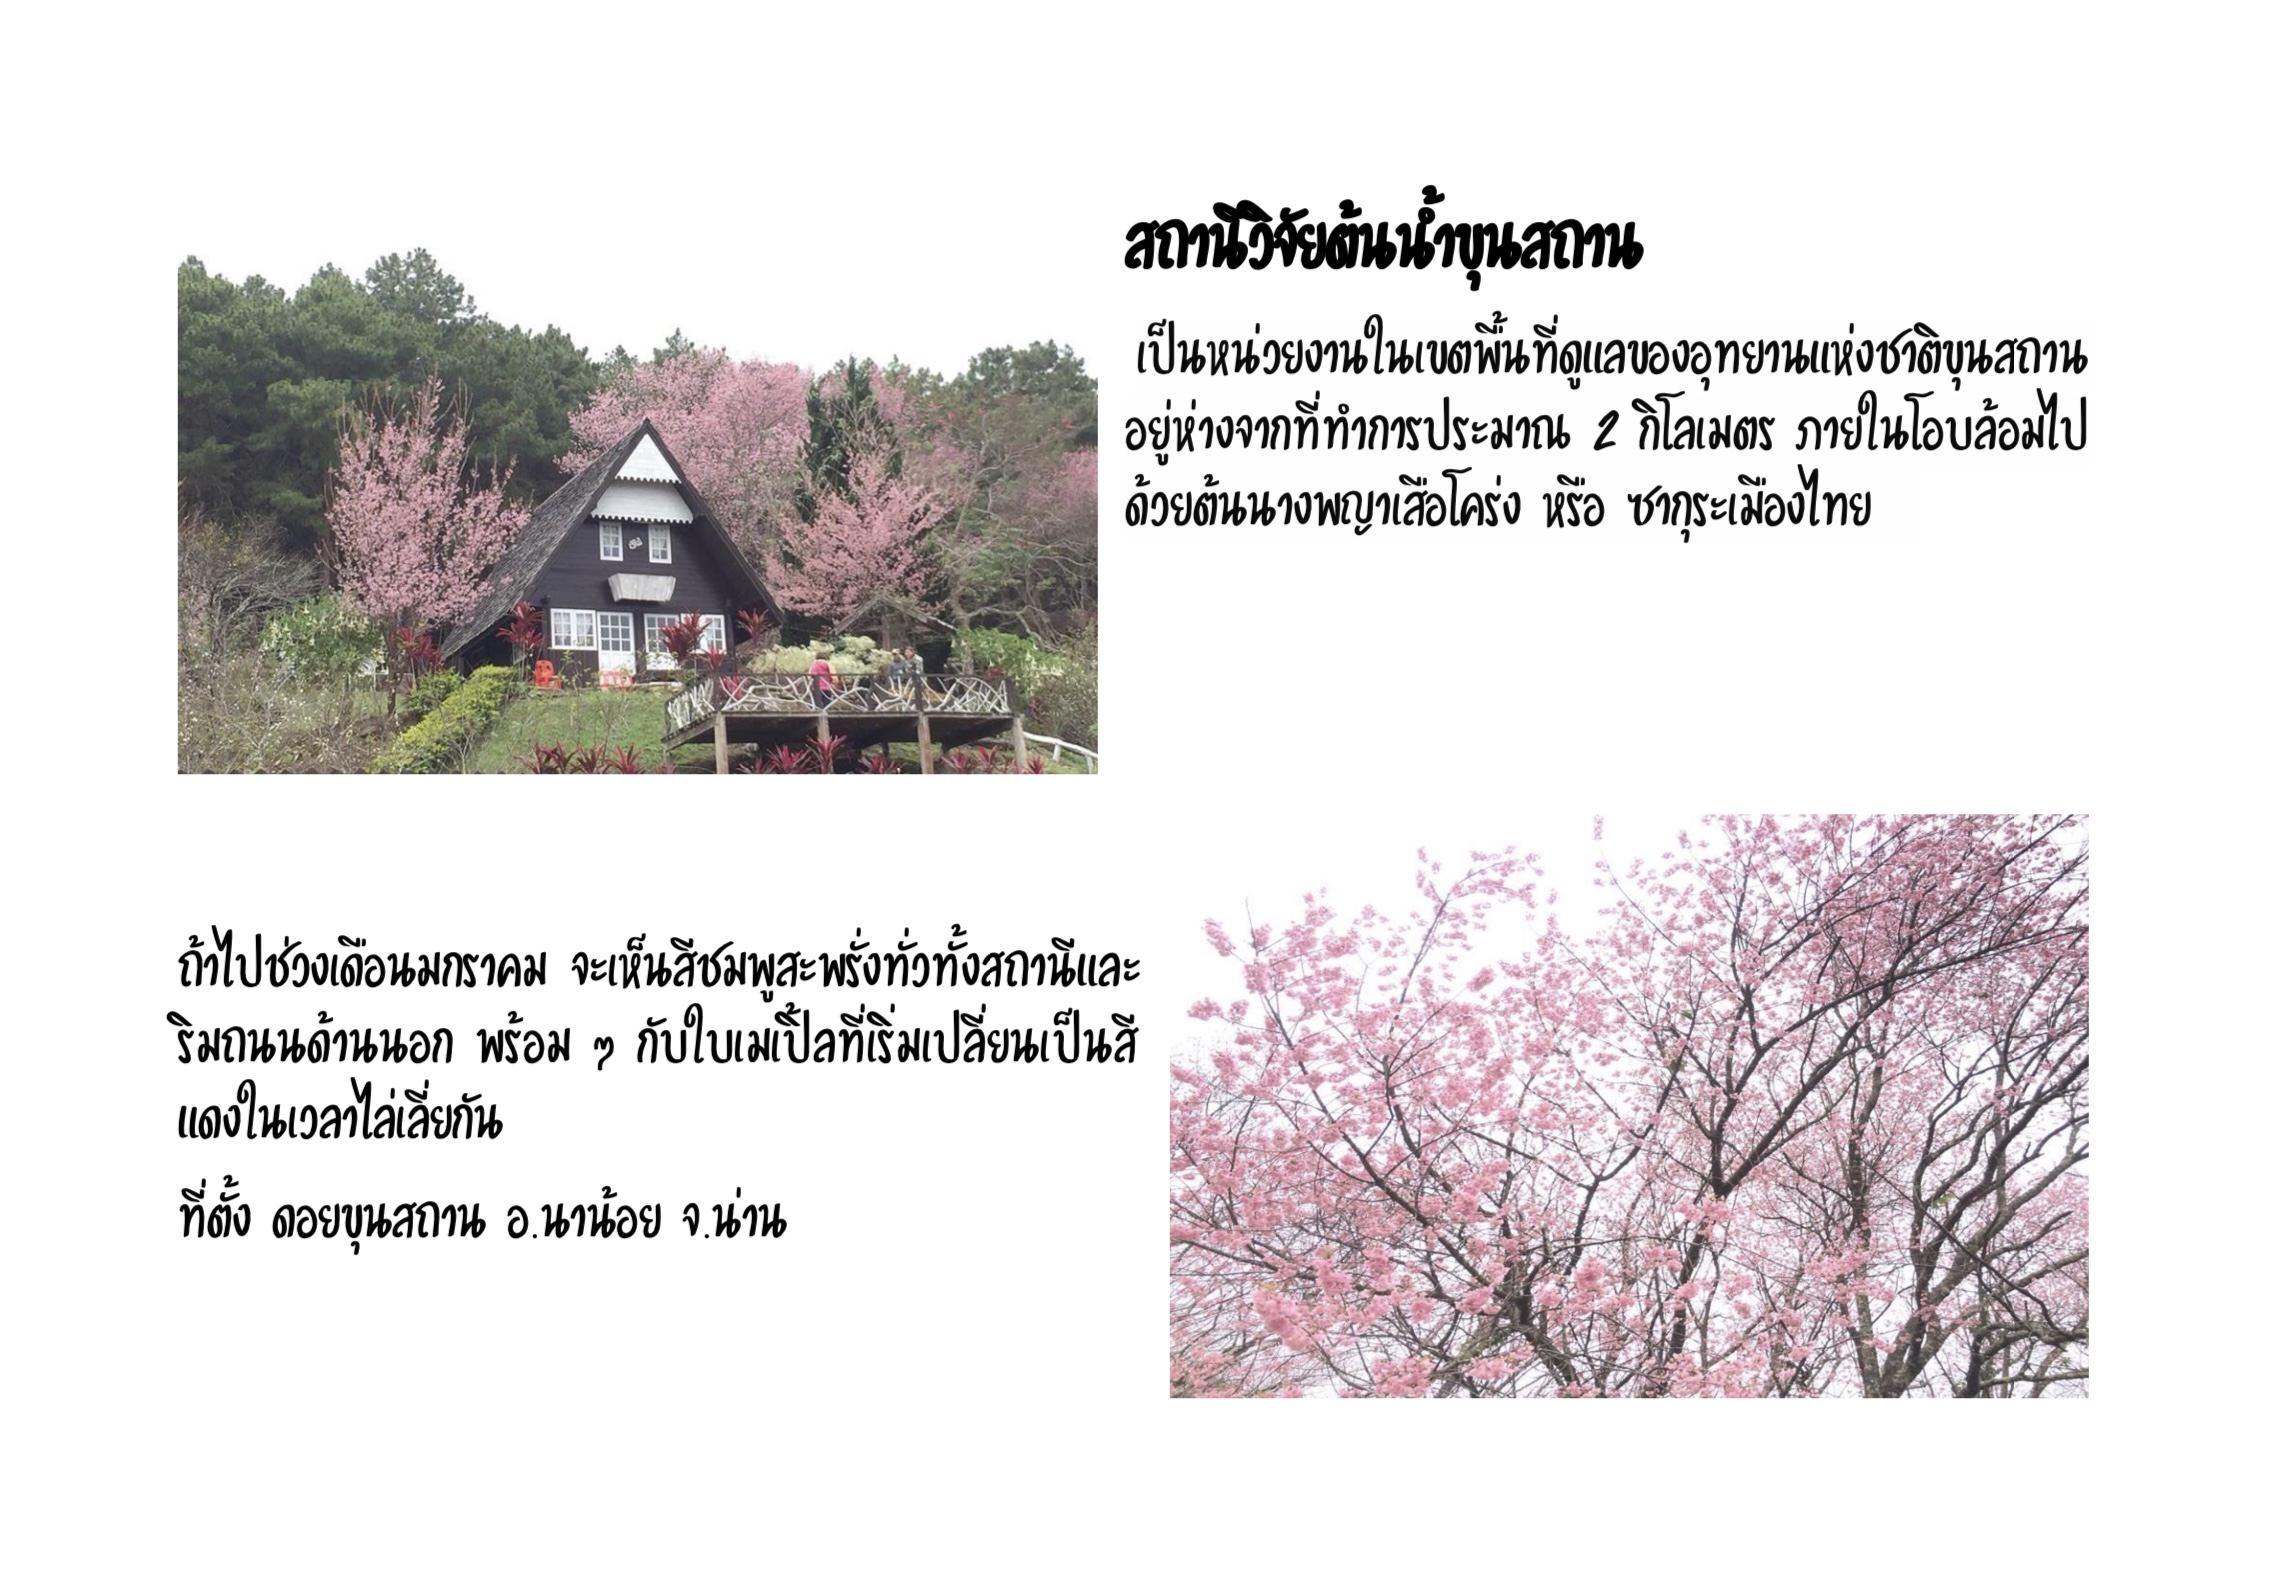 สถานีวิจัยต้นน้ำขุนสถาน
เป็นหน่วยงานในเขตพื้นที่ดูแลของอุทยานแห่งชาติขุนสถาน
อยู่ห่างจากที่ทำการประมาณ 2 กิโลเมตร ภายในโอบล้อมไป
ด้วยต้นนางพญาเสือโคร่ง หรือ ซากุระเมืองไทย
ถ้าไปช่วงเดือนมกราคม จะเห็นสีชมพูสะพรั่งทั่วทั้งสถานีและ
ริมถนนด้านนอก พร้อม ๆ กับใบเมเปิ้ลที่เริ่มเปลี่ยนเป็นสี
แดงในเวลาไล่เลี่ยกัน
ที่ตั้ง ดอยขุนสถาน อ.นาน้อย จ.น่าน